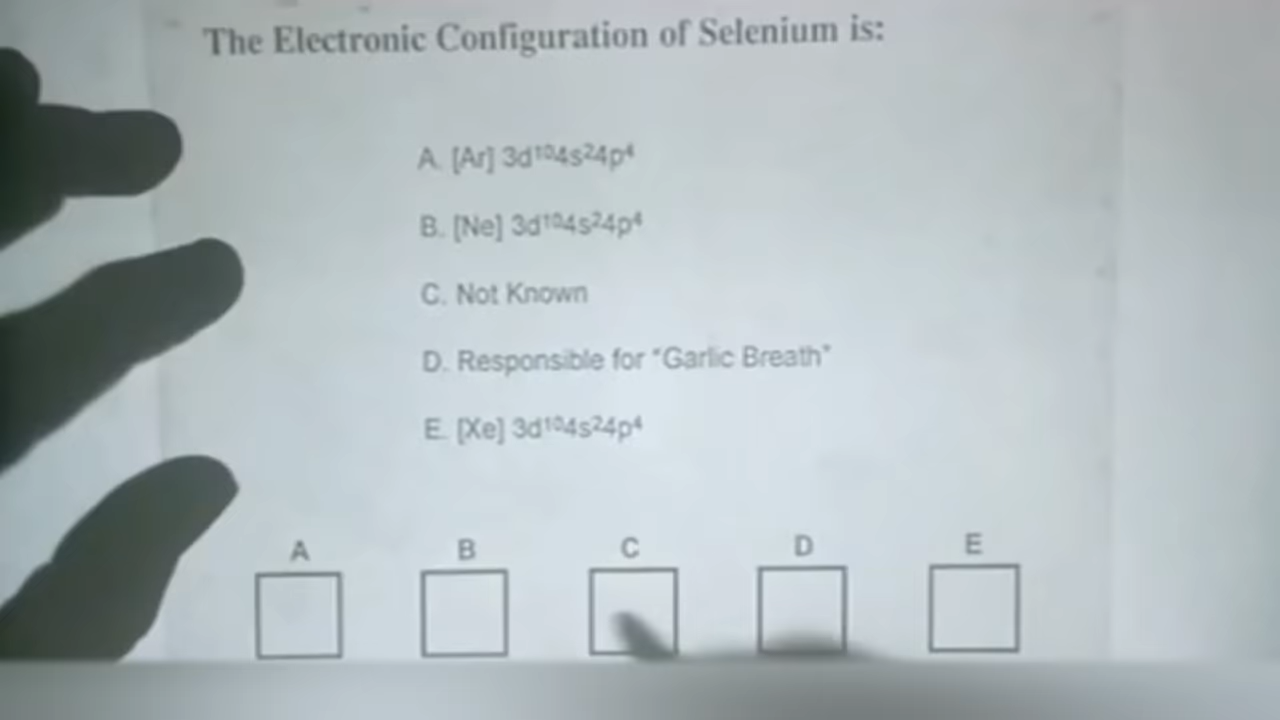 The Electronic Configuration of Selenium is:
A. [Ar] 3d¹⁰4s²4p⁴
B. [Ne] 3d¹⁰4s²4p⁴
C. Not Known
D. Responsible for "Garlic Breath"
E. [Xe] 3d¹⁰4s²4p⁴
A B C D E